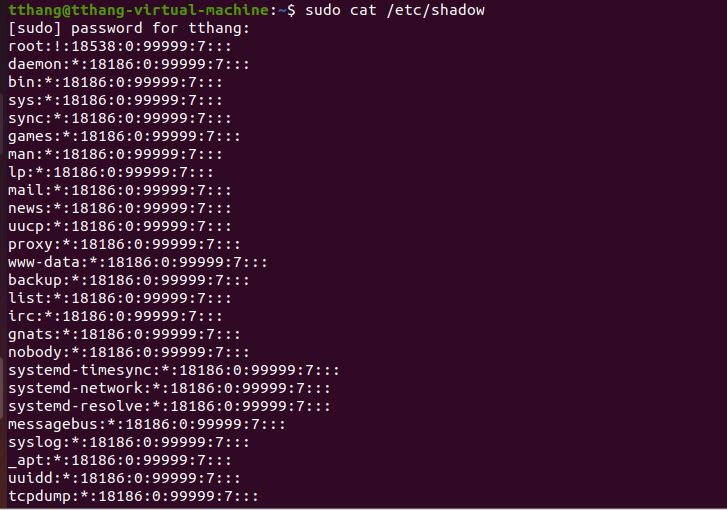 tthang@tthang-virtual-machine:~$ sudo cat /etc/shadow
[sudo] password for tthang:
root:!:18538:0:99999:7:::
daemon:*:18186:0:99999:7:::
bin:*:18186:0:99999:7:::
sys:*:18186:0:99999:7:::
sync:*:18186:0:99999:7:::
games:*:18186:0:99999:7:::
man:*:18186:0:99999:7:::
lp:*:18186:0:99999:7:::
mail:*:18186:0:99999:7:::
news:*:18186:0:99999:7:::
uucp:*:18186:0:99999:7:::
proxy:*:18186:0:99999:7:::
www-data:*:18186:0:99999:7:::
backup:*:18186:0:99999:7:::
list:*:18186:0:99999:7:::
irc:*:18186:0:99999:7:::
gnats:*:18186:0:99999:7:::
nobody:*:18186:0:99999:7:::
systemd-timesync:*:18186:0:99999:7:::
systemd-network:*:18186:0:99999:7:::
systemd-resolve:*:18186:0:99999:7:::
messagebus:*:18186:0:99999:7:::
syslog:*:18186:0:99999:7:::
_apt:*:18186:0:99999:7:::
uuidd:*:18186:0:99999:7:::
tcpdump:*:18186:0:99999:7:::